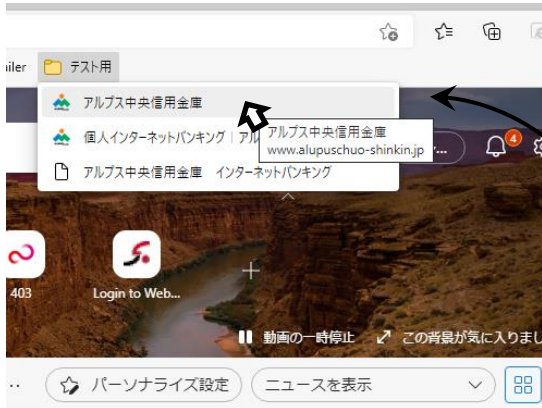 ailer テスト用
アルプス中央信用金庫
個人インターネットバンキング | アル
アルプス中央信用金庫
www.alupuschuo-shinkin.jp
アルプス中央信用金庫 インターネットバンキング
4
403 Login to Web...
動画の一時停止 この背景が気に入りまし
パーソナライズ設定 ニュースを表示